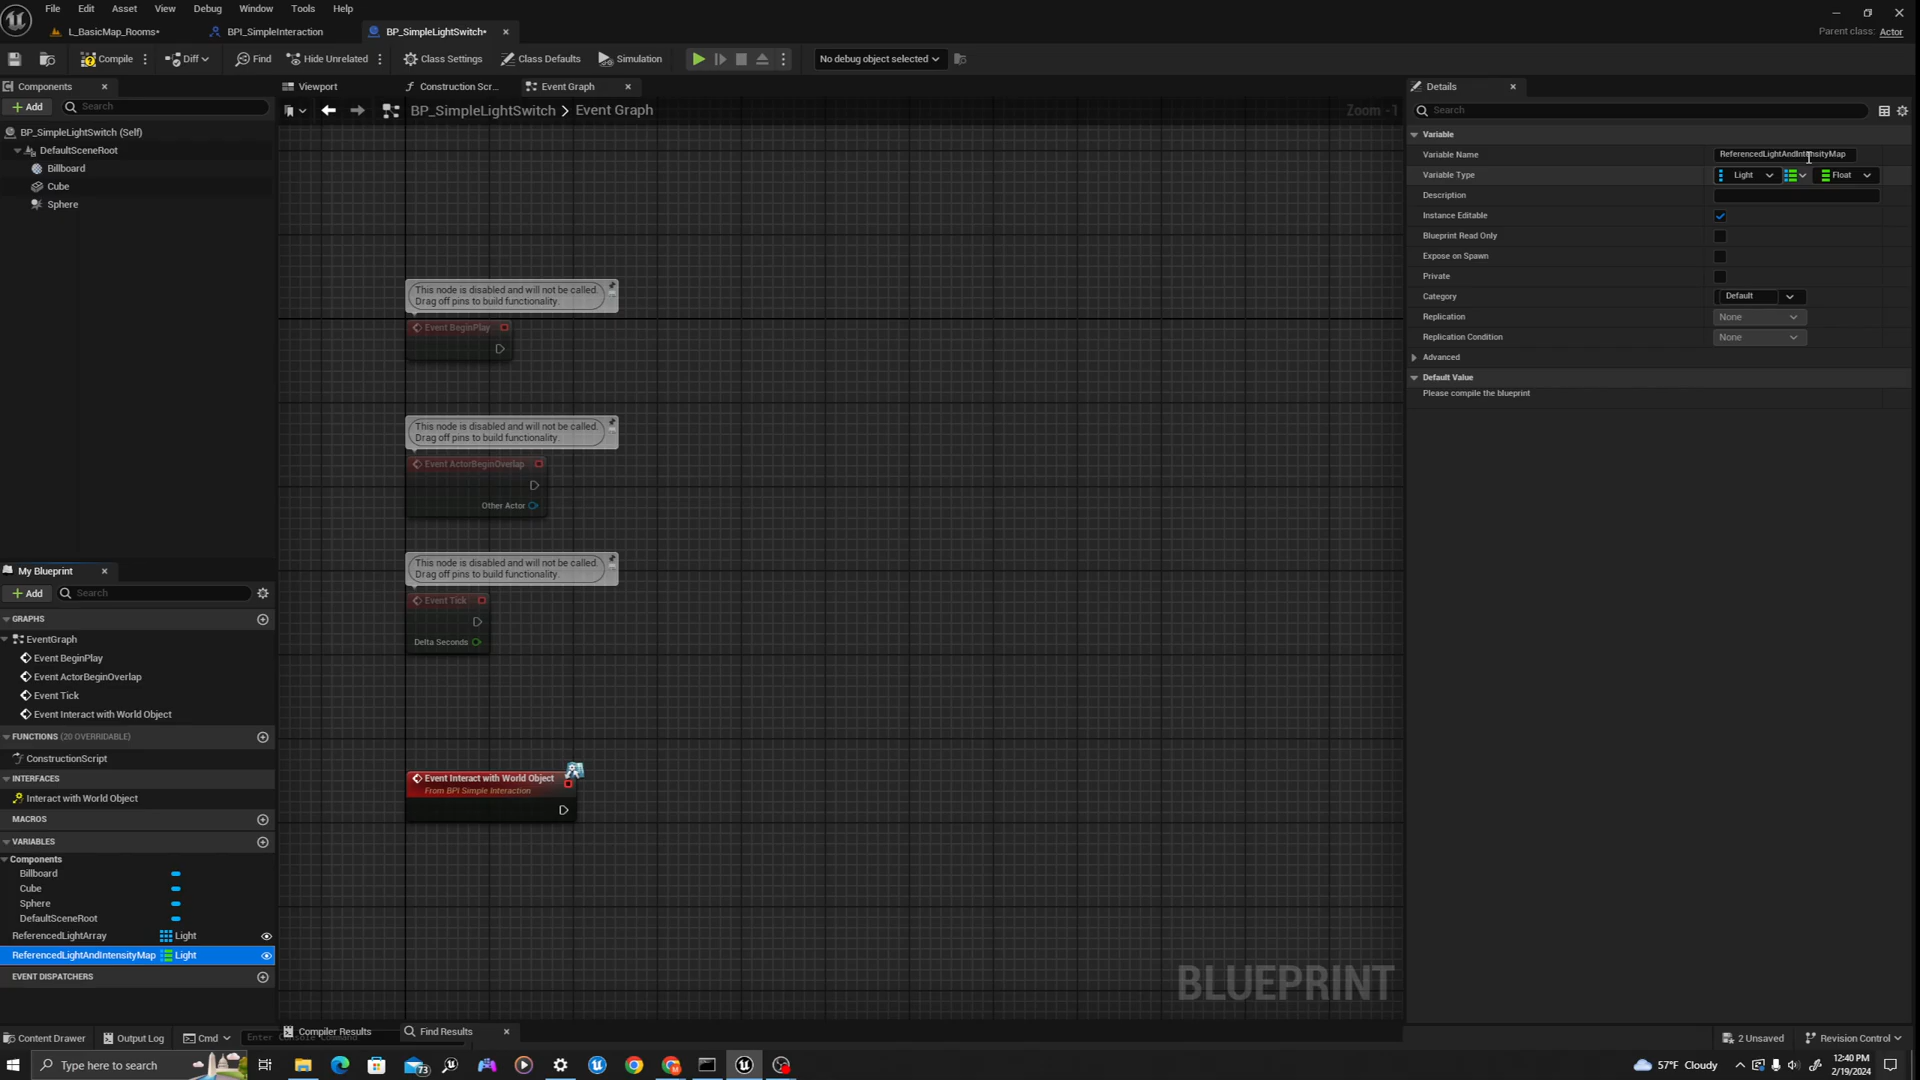 File Edit Asset View Debug Window Tools Help
L_BasicMap_Rooms* BPI_SimpleInteraction BP_SimpleLightSwitch* Parent class: Actor
Compile Diff Find Hide Unrelated Class Settings Class Defaults Simulation No debug object selected
Components Viewport Construction Scr... Event Graph Details
Add Search BP_SimpleLightSwitch > Event Graph Zoom -1 Search
BP_SimpleLightSwitch (Self)
DefaultSceneRoot
Billboard
Cube
Sphere
Variable
Variable Name ReferencedLightAndIntensityMap
Variable Type Light Float
Description
Instance Editable
Blueprint Read Only
Expose on Spawn
Private
Category Default
Replication None
Replication Condition None
Advanced
Default Value
Please compile the blueprint
This node is disabled and will not be called.
Drag off pins to build functionality.
Event BeginPlay
This node is disabled and will not be called.
Drag off pins to build functionality.
Event ActorBeginOverlap
Other Actor
This node is disabled and will not be called.
Drag off pins to build functionality.
Event Tick
Delta Seconds
Event Interact with World Object
From BPI Simple Interaction
My Blueprint
Add Search
GRAPHS
EventGraph
Event BeginPlay
Event ActorBeginOverlap
Event Tick
Event Interact with World Object
FUNCTIONS (20 OVERRIDABLE)
ConstructionScript
INTERFACES
Interact with World Object
MACROS
VARIABLES
Components
Billboard
Cube
Sphere
DefaultSceneRoot
ReferencedLightArray Light
ReferencedLightAndIntensityMap Light
EVENT DISPATCHERS
BLUEPRINT
Compiler Results Find Results
Content Drawer Output Log Cmd Enter Console Command 2 Unsaved Revision Control
Type here to search 73 57°F Cloudy 12:40 PM
2/19/2024